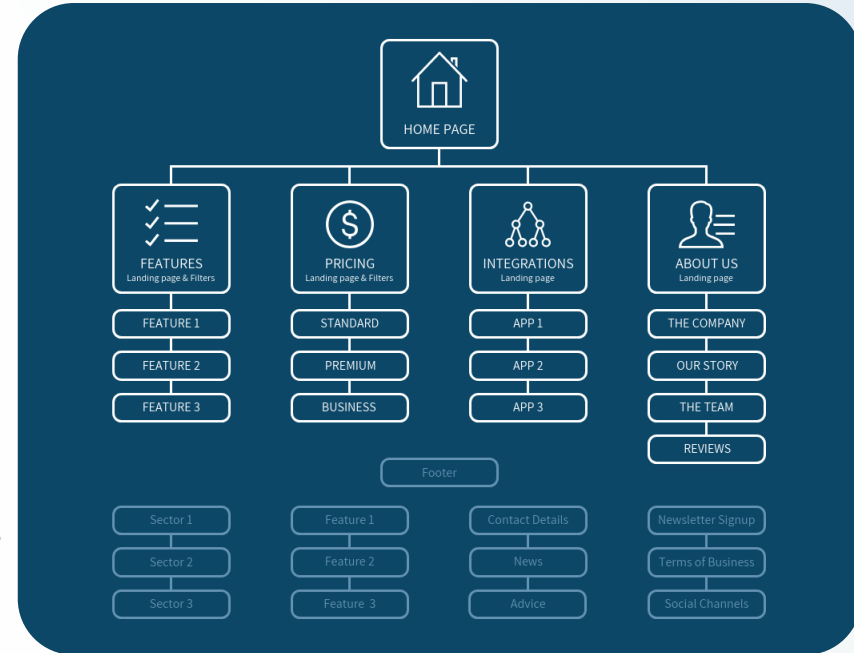 HOME PAGE
FEATURES
Landing page & Filters
PRICING
Landing page & Filters
INTEGRATIONS
Landing page
ABOUT US
Landing page
FEATURE 1
STANDARD
APP 1
THE COMPANY
FEATURE 2
PREMIUM
APP 2
OUR STORY
FEATURE 3
BUSINESS
APP 3
THE TEAM
REVIEWS
Footer
Sector 1
Feature 1
Contact Details
Newsletter Signup
Sector 2
Feature 2
News
Terms of Business
Sector 3
Feature 3
Advice
Social Channels